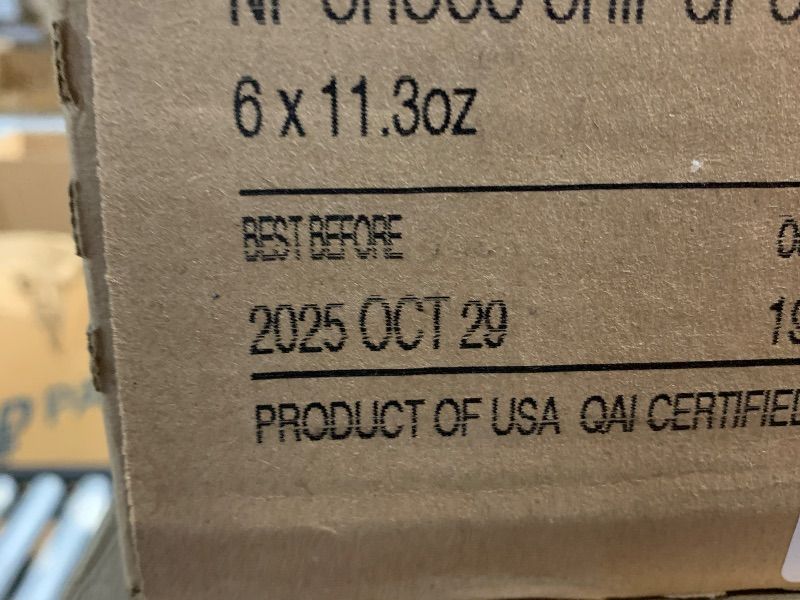 6 x 11.3oz
BEST BEFORE
2025 OCT 29
PRODUCT OF USA QAI CERTIFIED